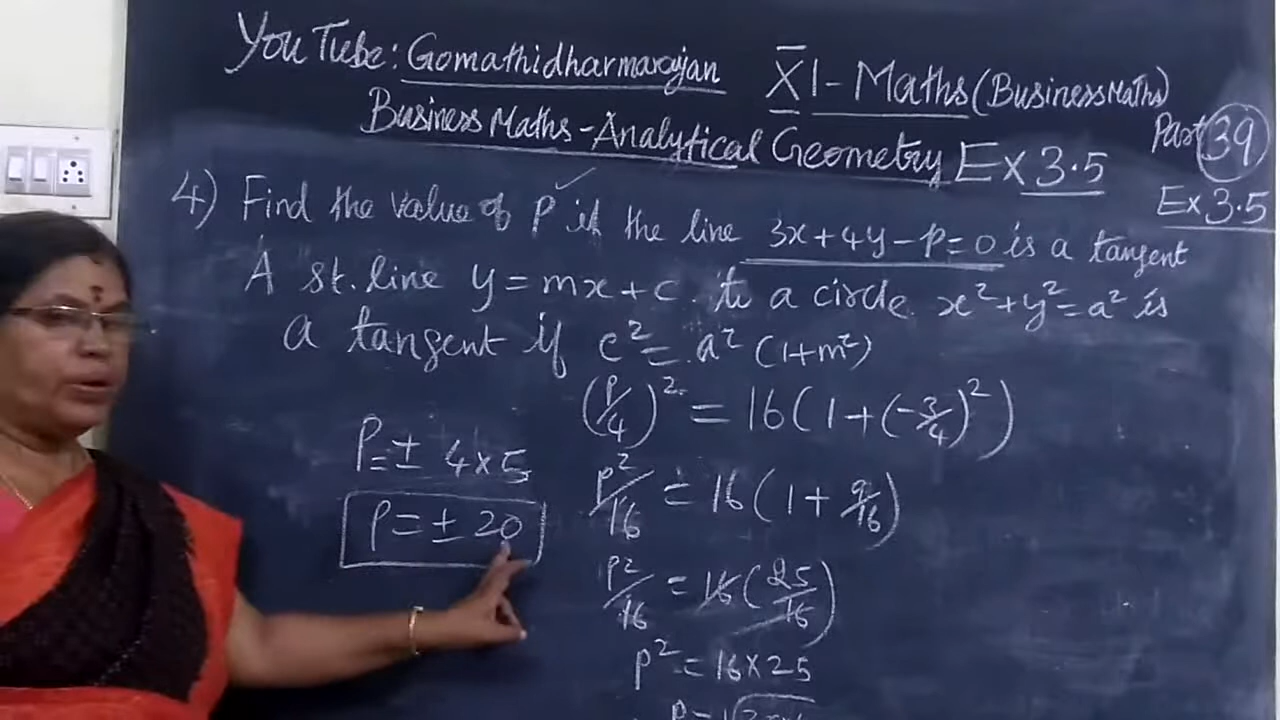 YouTube: Gomathidharmarajan XI - Maths (Business Maths)
Business Maths - Analytical Geometry Ex 3.5 Part 39
Ex 3.5
4) Find the value of P if the line 3x+4y-p=0 is a tangent
A st. line y = mx + c. to a circle x²+y²=a² is
a tangent if c² = a² (1+m²)
(P/4)² = 16(1+(-3/4)²)
P=± 4×5
P²/16 = 16(1+9/16)
P=± 20
P²/16 = 16(25/16)
P² = 16×25